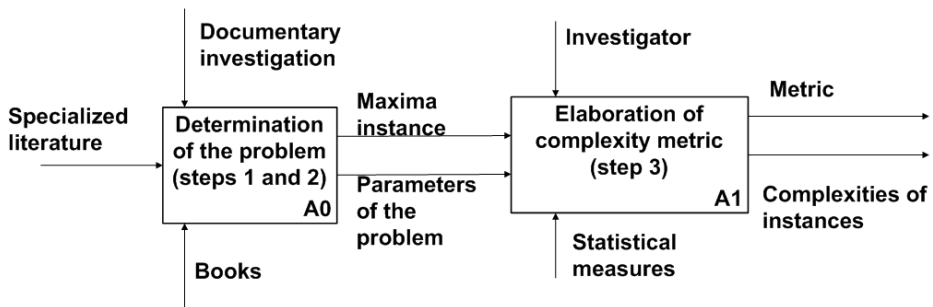 Documentary
investigation
Investigator
Specialized
literature
Determination
of the problem
(steps 1 and 2)
A0
Maxima
instance
Parameters
of the
problem
Elaboration of
complexity metric
(step 3)
A1
Metric
Complexities of
instances
Books
Statistical
measures